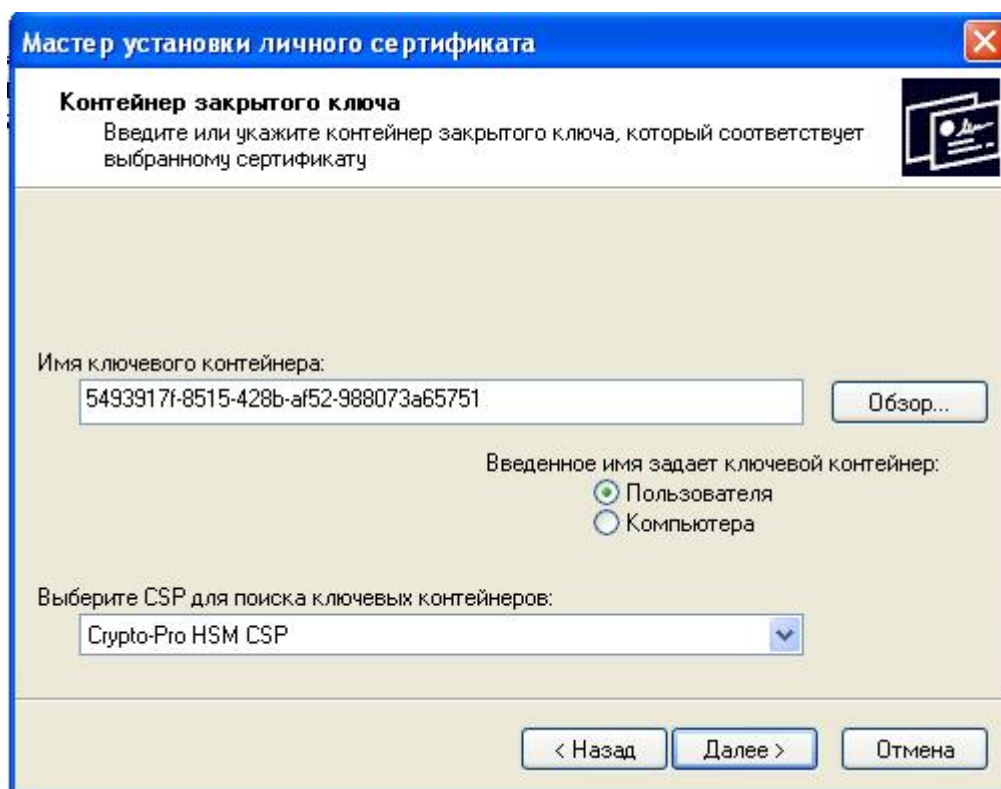 Мастер установки личного сертификата
Контейнер закрытого ключа
Введите или укажите контейнер закрытого ключа, который соответствует
выбранному сертификату
Имя ключевого контейнера:
5493917f-8515-428b-af52-988073a65751
Обзор...
Введенное имя задает ключевой контейнер:
Пользователя
Компьютера
Выберите CSP для поиска ключевых контейнеров:
Crypto-Pro HSM CSP
< Назад
Далее >
Отмена